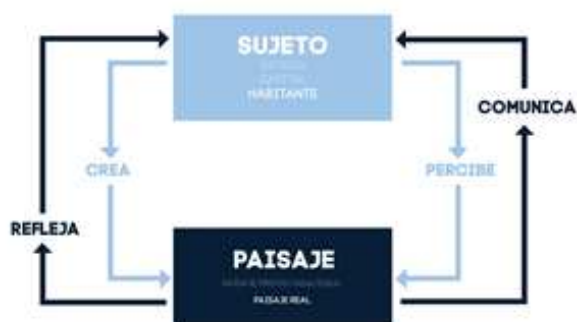 SUJETO
HABITANTE
COMUNICA
CREA
PERCIBE
REFLEJA
PAISAJE
PAISAJE REAL